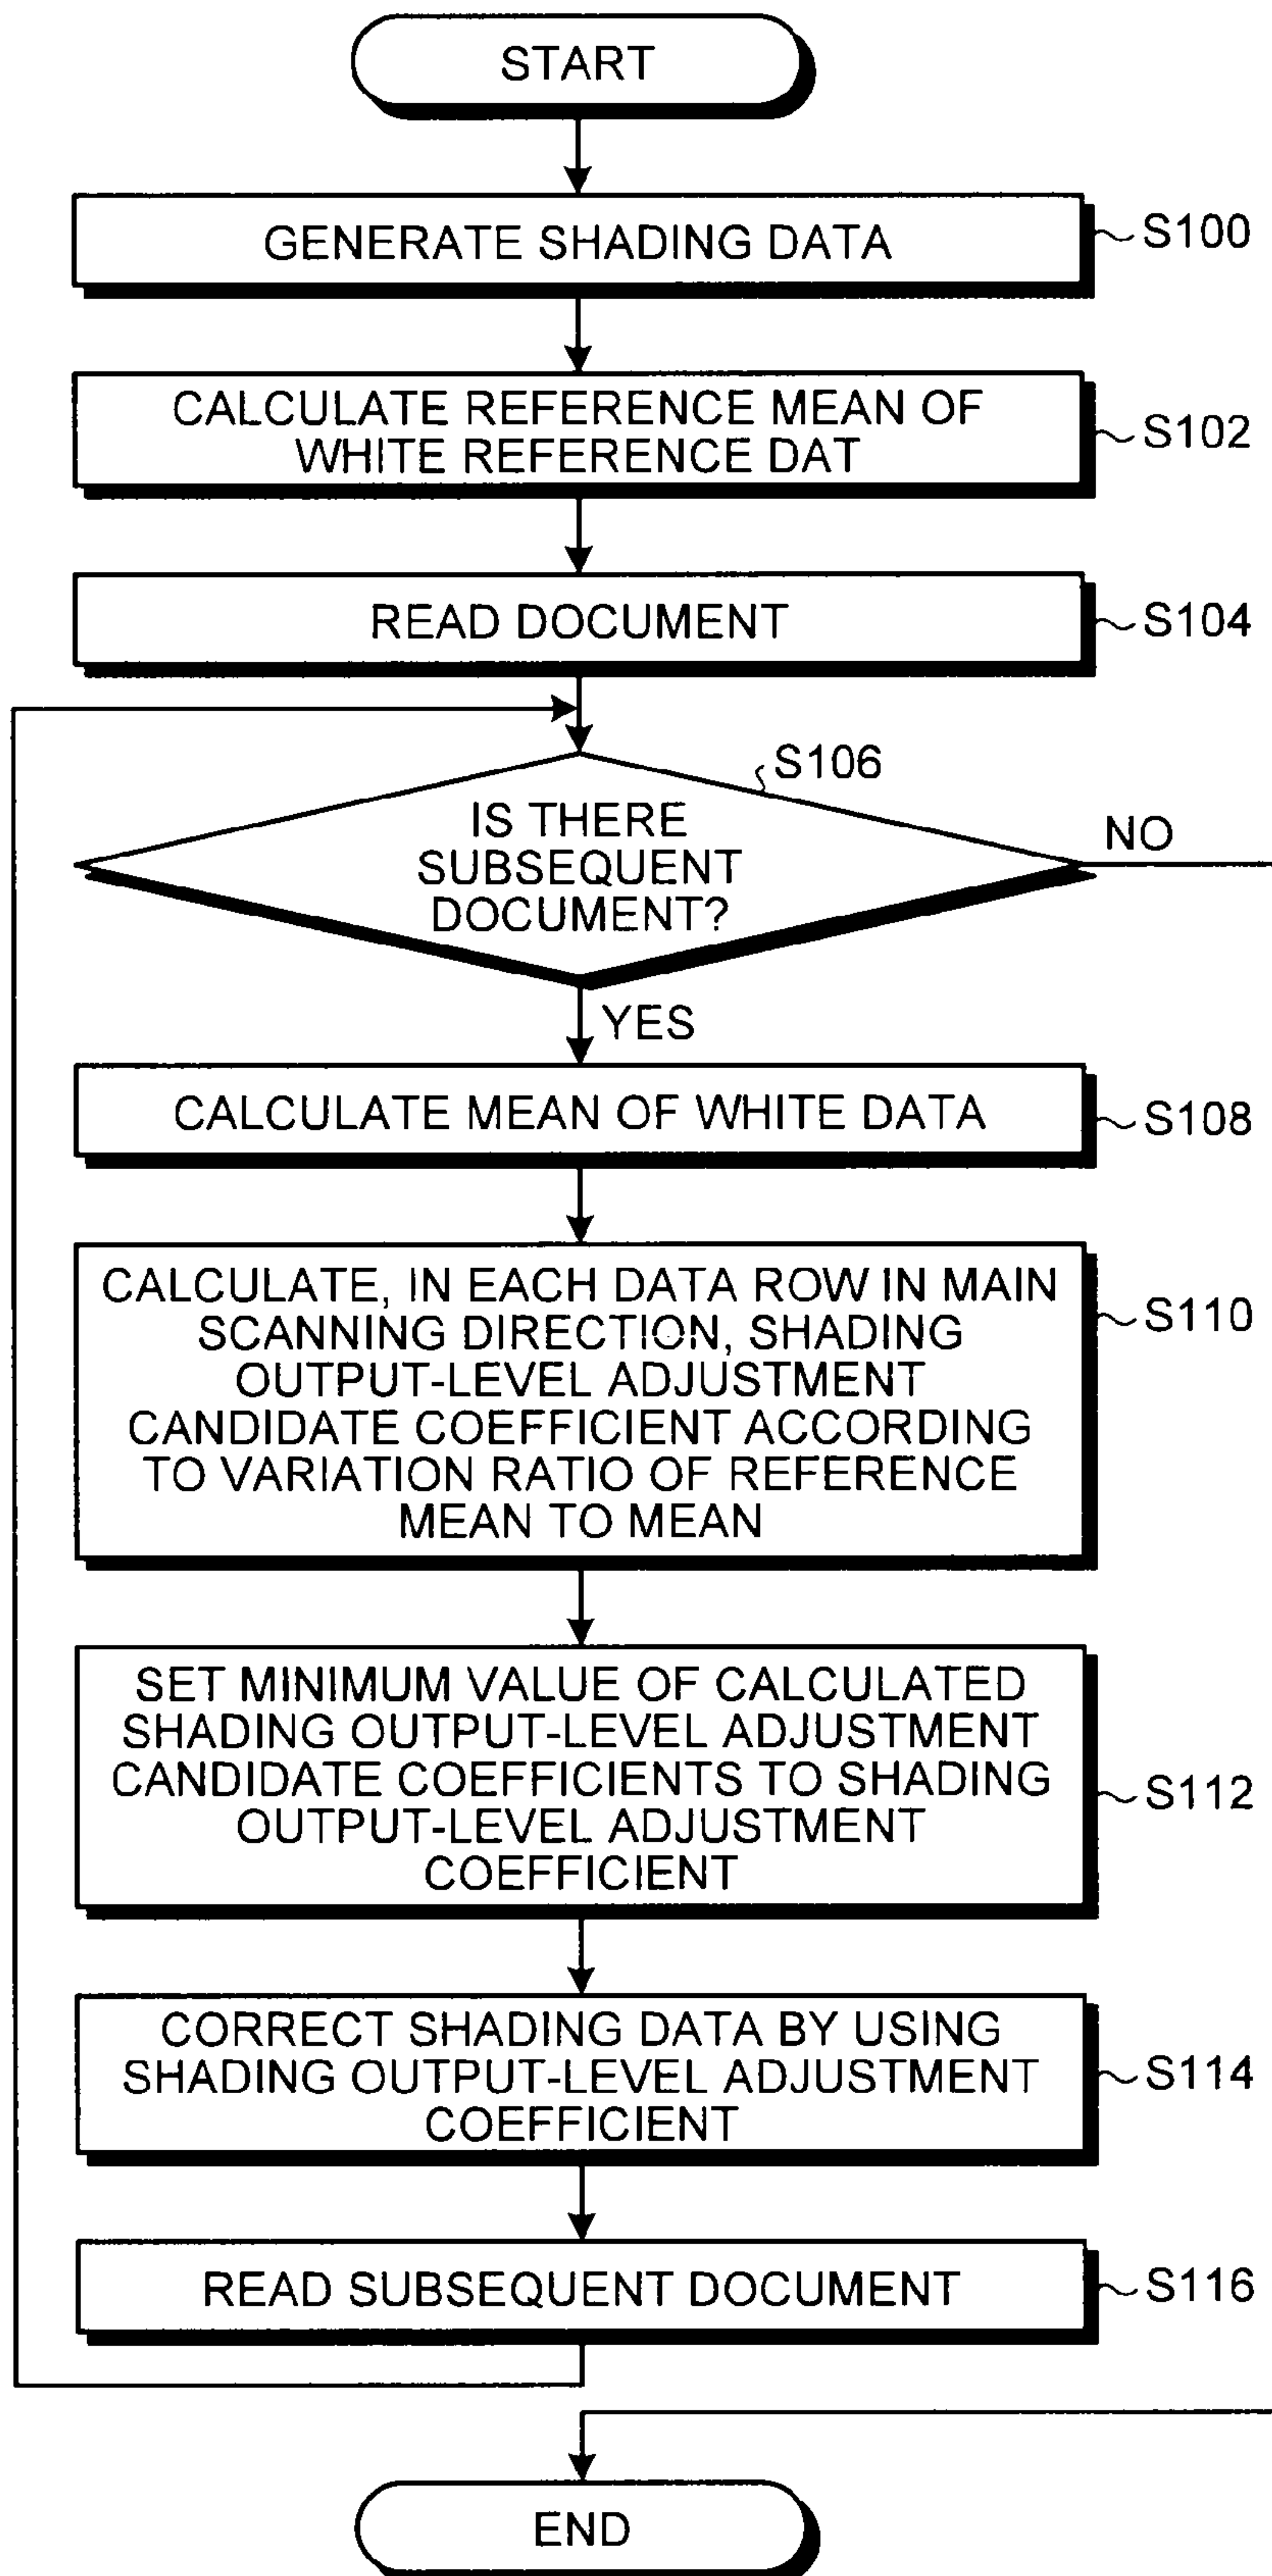 START
GENERATE SHADING DATA
S100
CALCULATE REFERENCE MEAN OF
WHITE REFERENCE DAT
S102
READ DOCUMENT
S104
S106
IS THERE
SUBSEQUENT
DOCUMENT?
NO
YES
CALCULATE MEAN OF WHITE DATA
S108
CALCULATE, IN EACH DATA ROW IN MAIN
SCANNING DIRECTION, SHADING
OUTPUT-LEVEL ADJUSTMENT
CANDIDATE COEFFICIENT ACCORDING
TO VARIATION RATIO OF REFERENCE
MEAN TO MEAN
S110
SET MINIMUM VALUE OF CALCULATED
SHADING OUTPUT-LEVEL ADJUSTMENT
CANDIDATE COEFFICIENTS TO SHADING
OUTPUT-LEVEL ADJUSTMENT
COEFFICIENT
S112
CORRECT SHADING DATA BY USING
SHADING OUTPUT-LEVEL ADJUSTMENT
COEFFICIENT
S114
READ SUBSEQUENT DOCUMENT
S116
END